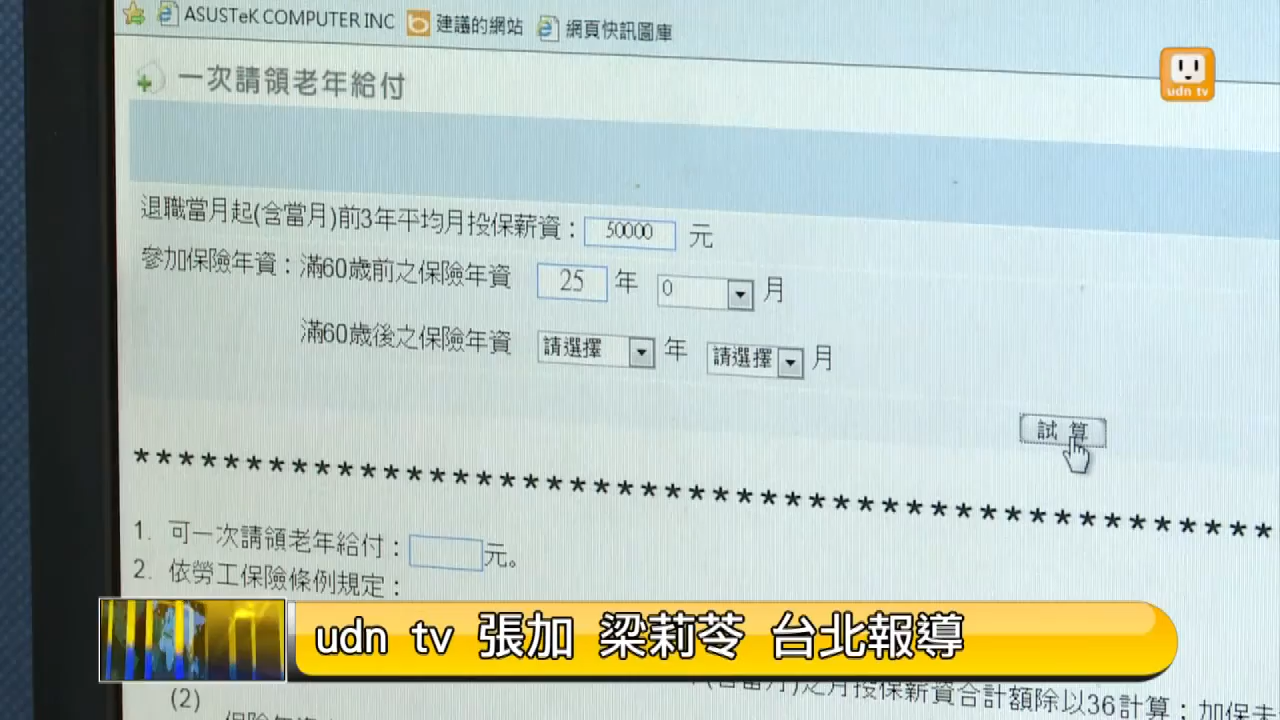 ASUSTeK COMPUTER INC 建議的網站 網頁快訊圖庫
udn tv
一次請領老年給付
退職當月起(含當月)前3年平均月投保薪資： 50000 元
參加保險年資：滿60歲前之保險年資 25 年 0 月
滿60歲後之保險年資 請選擇 年 請選擇 月
試 算
************************************************
1. 可一次請領老年給付： 元。
2. 依勞工保險條例規定：
udn tv 張加 梁莉苓 台北報導
之月投保薪資合計額除以36計算；加保未
(2)